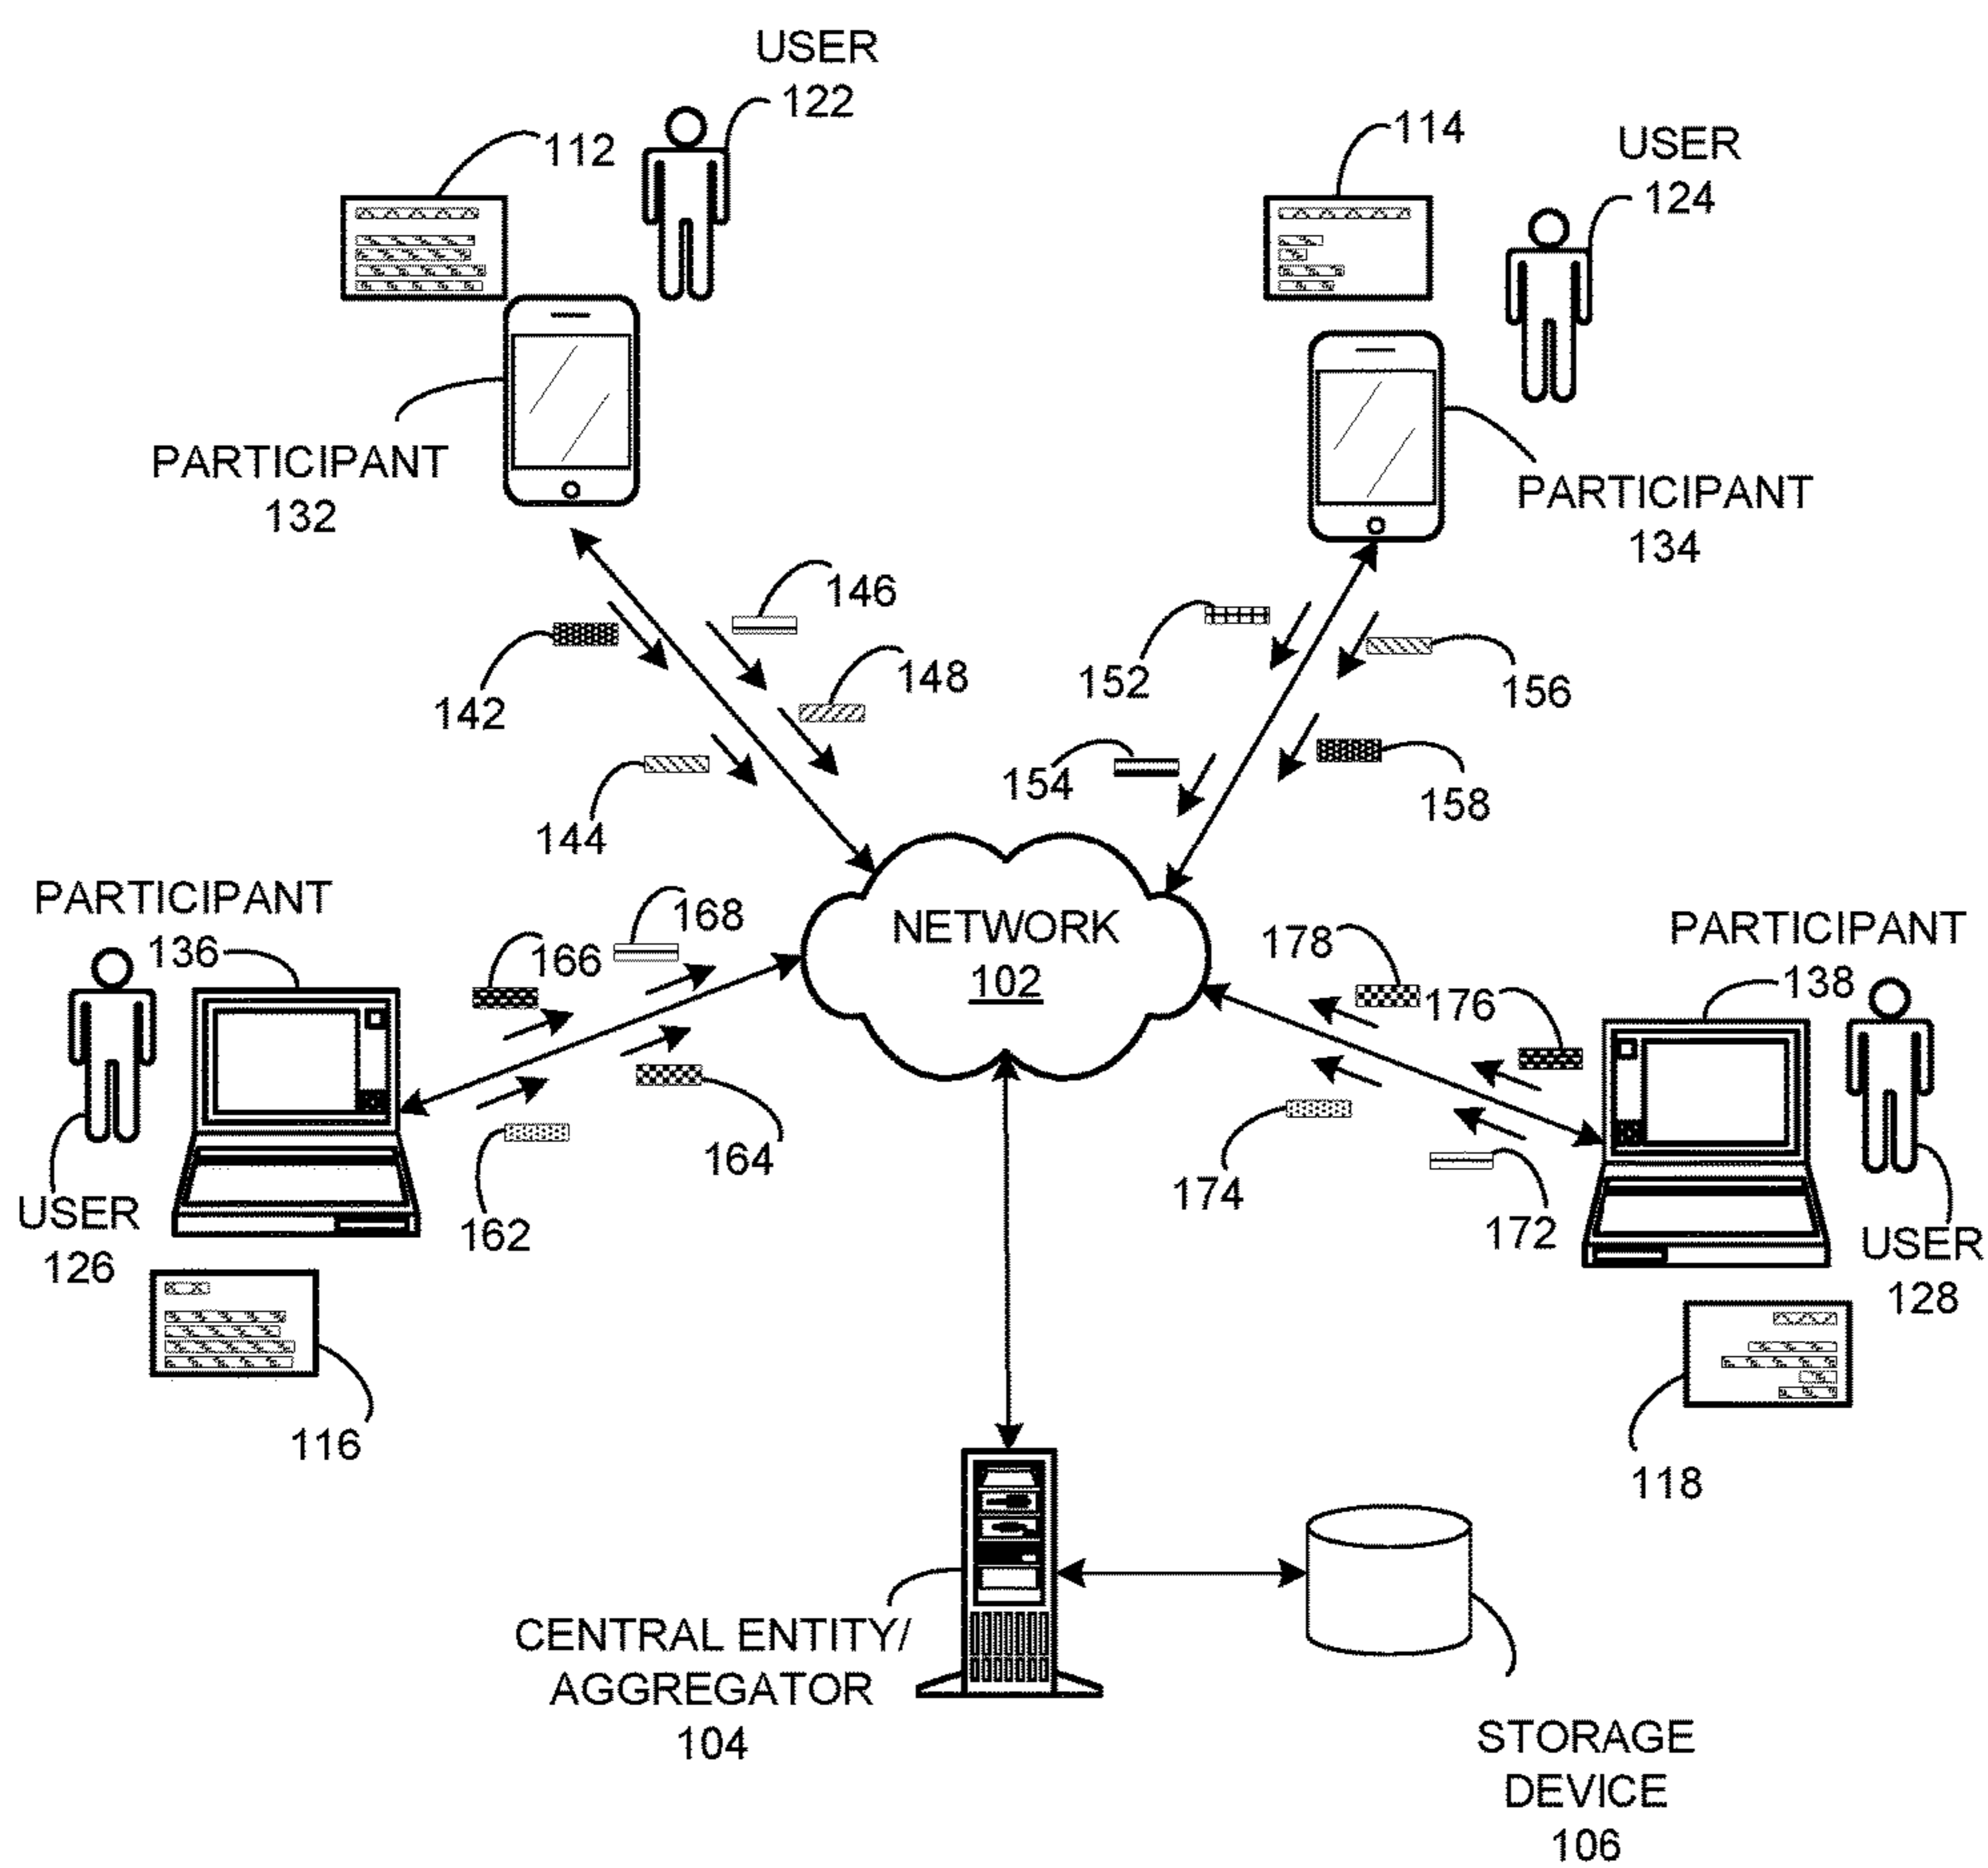 USER
122
112
114
USER
124
PARTICIPANT
132
PARTICIPANT
134
146
142
148
144
152
156
154
158
PARTICIPANT
136
166
168
NETWORK
102
178
176
PARTICIPANT
138
162
164
174
172
USER
126
USER
128
116
118
CENTRAL ENTITY/
AGGREGATOR
104
STORAGE
DEVICE
106